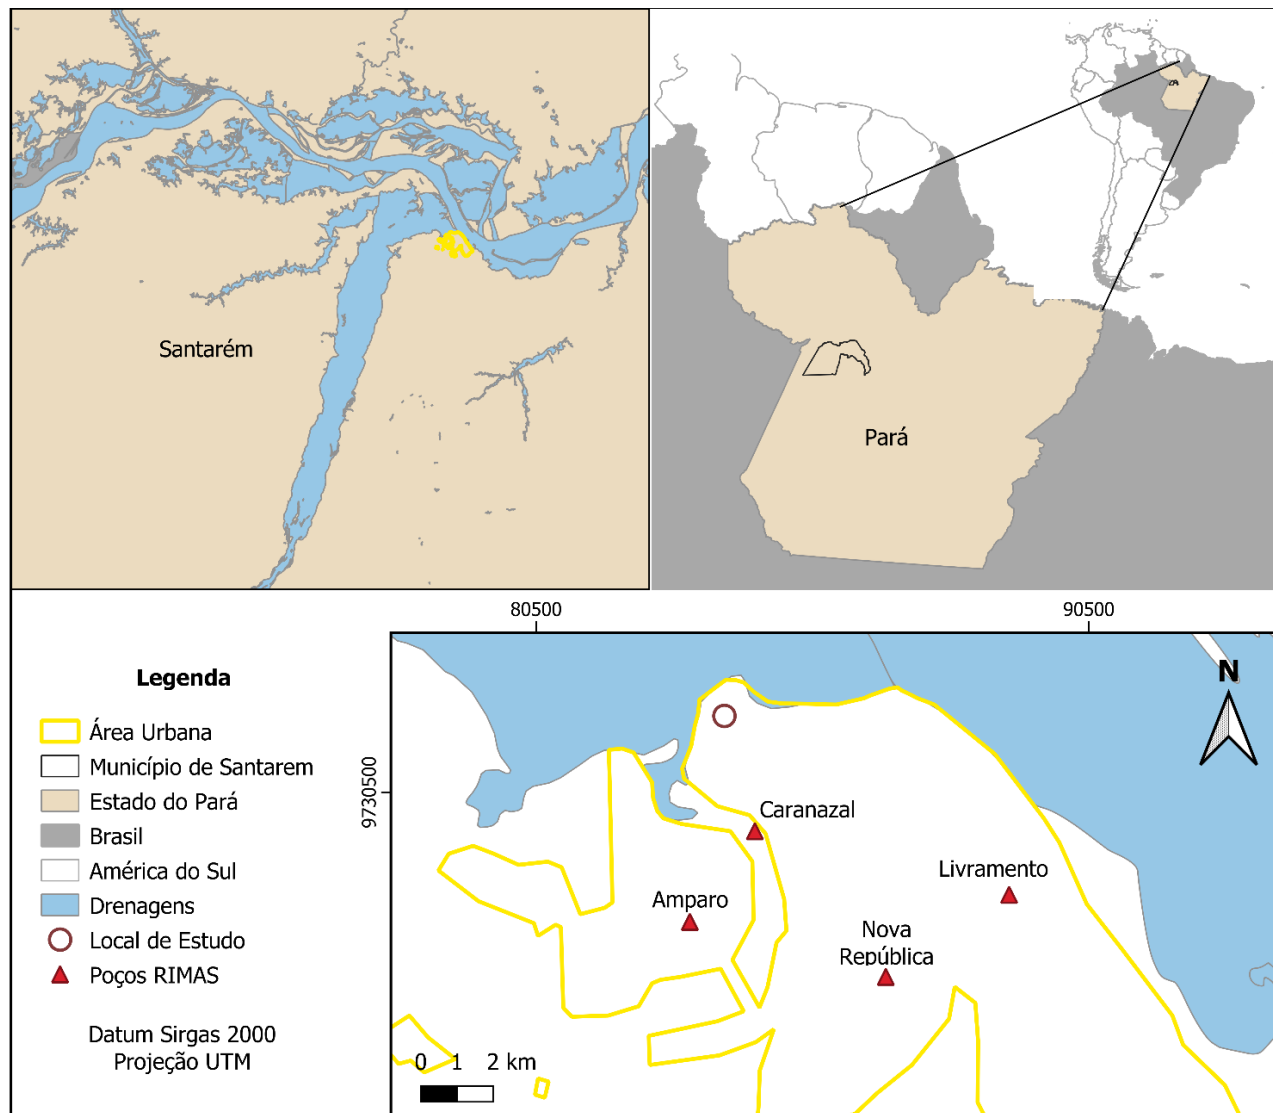 Santarém
Pará
80500
90500
9730500
N
Caranazal
Livramento
Amparo
Nova
República
0 1 2 km
Legenda
Área Urbana
Município de Santarem
Estado do Pará
Brasil
América do Sul
Drenagens
Local de Estudo
Poços RIMAS
Datum Sirgas 2000
Projeção UTM